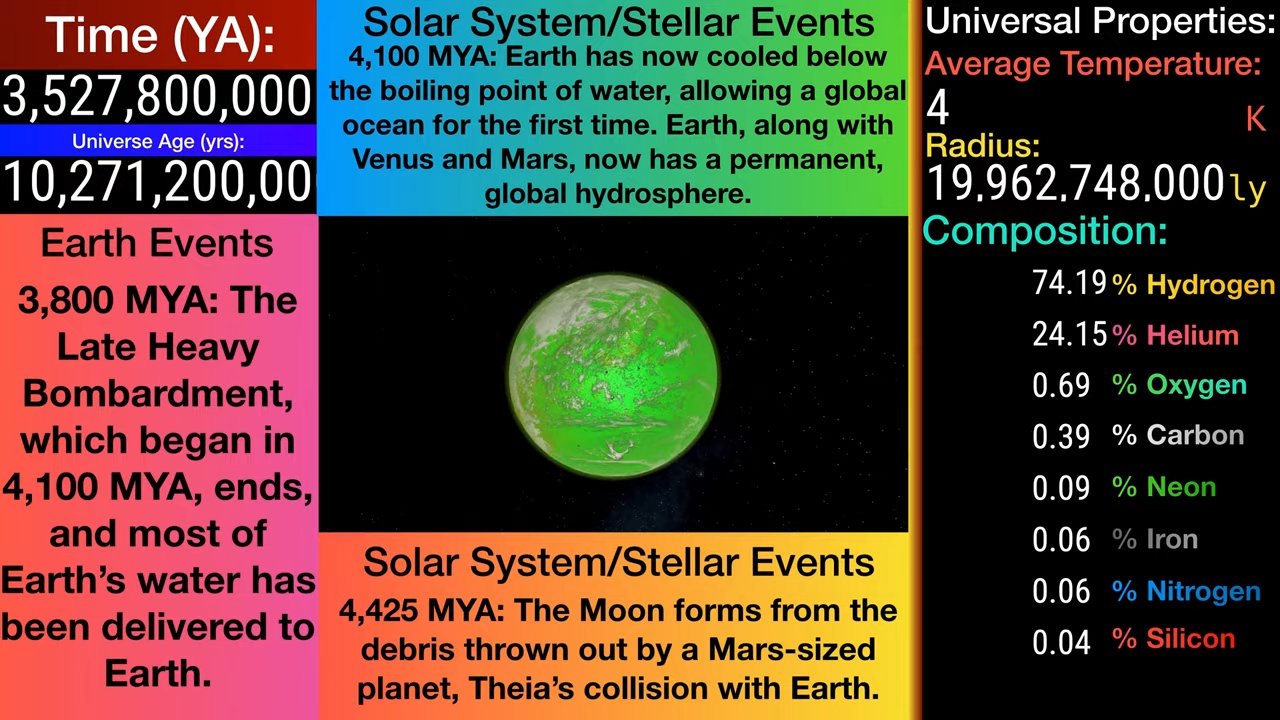 Time (YA):
3,527,800,000
Universe Age (yrs):
10,271,200,00
Earth Events
3,800 MYA: The
Late Heavy
Bombardment,
which began in
4,100 MYA, ends,
and most of
Earth's water has
been delivered to
Earth.
Solar System/Stellar Events
4,100 MYA: Earth has now cooled below
the boiling point of water, allowing a global
ocean for the first time. Earth, along with
Venus and Mars, now has a permanent,
global hydrosphere.
Solar System/Stellar Events
4,425 MYA: The Moon forms from the
debris thrown out by a Mars-sized
planet, Theia's collision with Earth.
Universal Properties:
Average Temperature:
4 K
Radius:
19,962,748,000 ly
Composition:
74.19 % Hydrogen
24.15 % Helium
0.69 % Oxygen
0.39 % Carbon
0.09 % Neon
0.06 % Iron
0.06 % Nitrogen
0.04 % Silicon